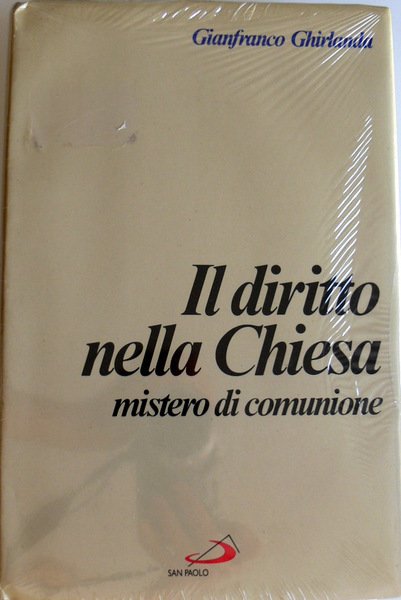 Gianfranco Ghirlanda
Il diritto
nella Chiesa
mistero di comunione
SAN PAOLO